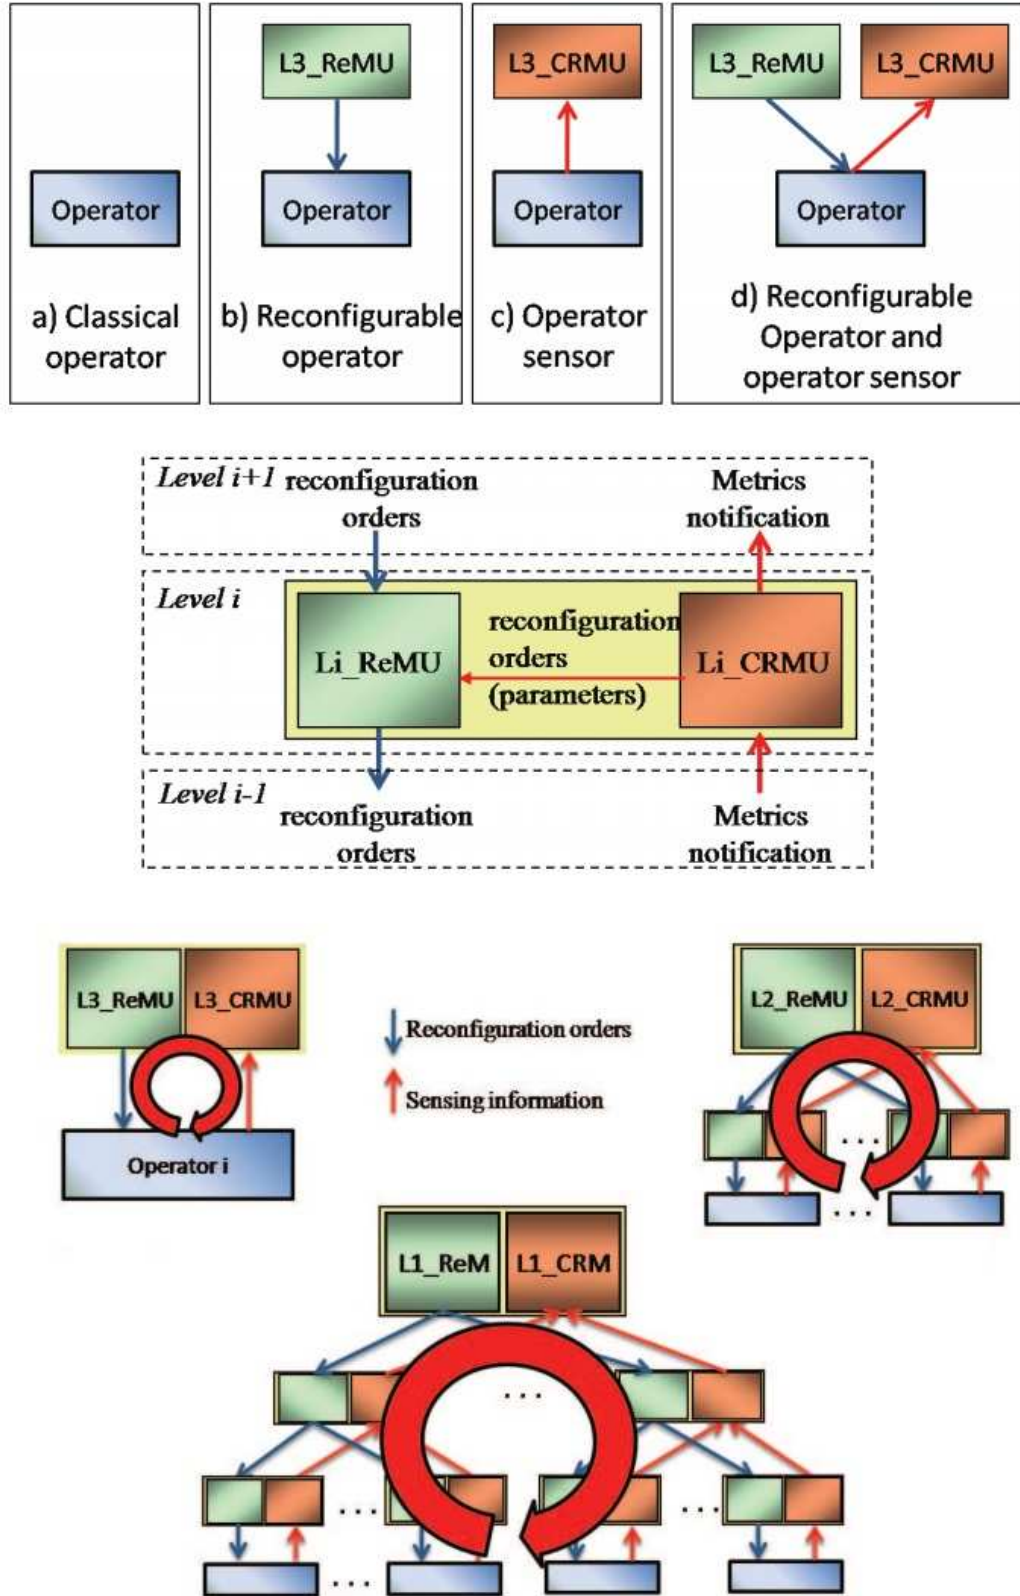 L3_ReMU
L3_CRMU
L3_ReMU
L3_CRMU
Operator
Operator
Operator
Operator
a) Classical
operator
b) Reconfigurable
operator
c) Operator
sensor
d) Reconfigurable
Operator and
operator sensor
Level i+1
reconfiguration
orders
Metrics
notification
Level i
Li_ReMU
reconfiguration
orders
(parameters)
Li_CRMU
Level i-1
reconfiguration
orders
Metrics
notification
L3_ReMU
L3_CRMU
Operator i
Reconfiguration orders
Sensing information
L2_ReMU
L2_CRMU
...
...
L1_ReM
L1_CRM
...
...
...
...